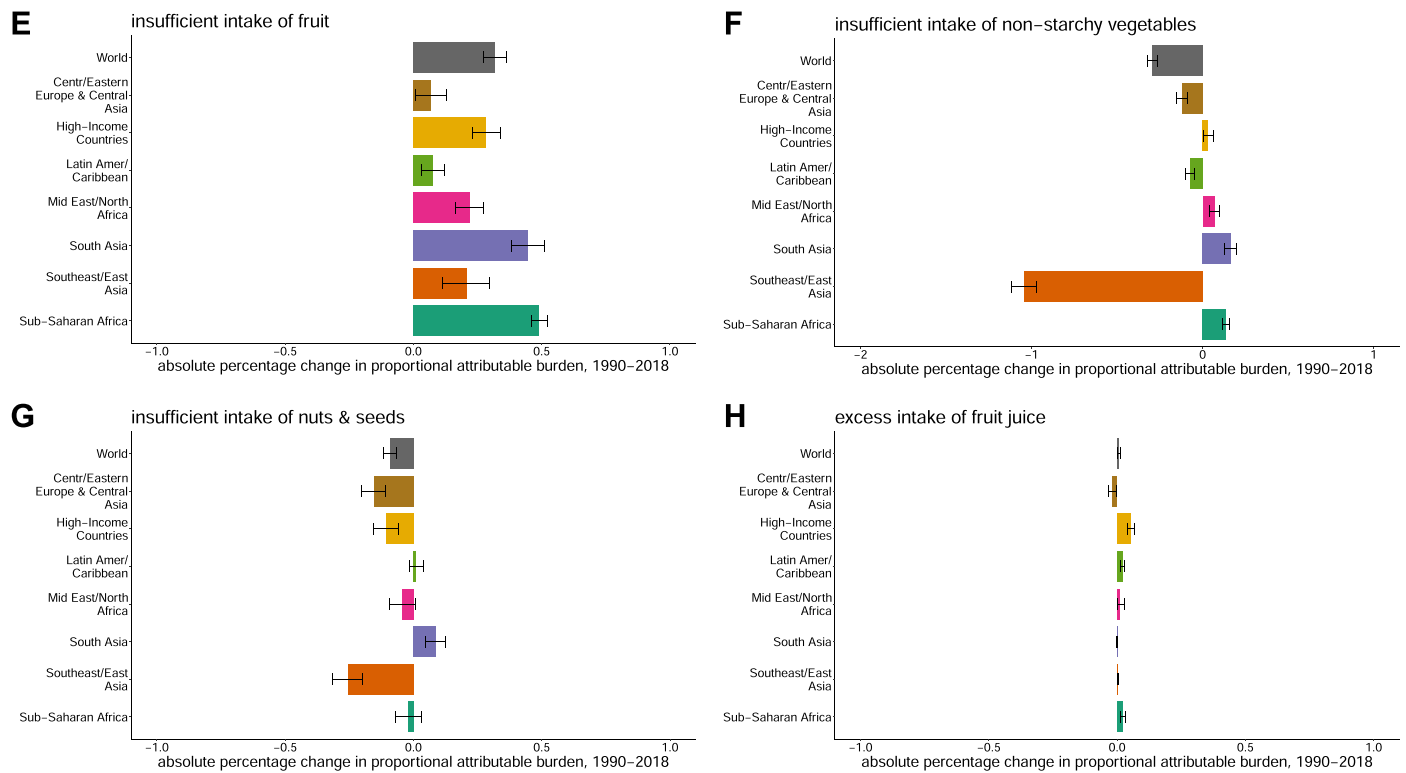 E
insufficient intake of fruit
World
Centr/Eastern
Europe & Central
Asia
High−Income
Countries
Latin Amer/
Caribbean
Mid East/North
Africa
South Asia
Southeast/East
Asia
Sub−Saharan Africa
−1.0 −0.5 0.0 0.5 1.0
absolute percentage change in proportional attributable burden, 1990−2018
F
insufficient intake of non−starchy vegetables
World
Centr/Eastern
Europe & Central
Asia
High−Income
Countries
Latin Amer/
Caribbean
Mid East/North
Africa
South Asia
Southeast/East
Asia
Sub−Saharan Africa
−2 −1 0 1
absolute percentage change in proportional attributable burden, 1990−2018
G
insufficient intake of nuts & seeds
World
Centr/Eastern
Europe & Central
Asia
High−Income
Countries
Latin Amer/
Caribbean
Mid East/North
Africa
South Asia
Southeast/East
Asia
Sub−Saharan Africa
−1.0 −0.5 0.0 0.5 1.0
absolute percentage change in proportional attributable burden, 1990−2018
H
excess intake of fruit juice
World
Centr/Eastern
Europe & Central
Asia
High−Income
Countries
Latin Amer/
Caribbean
Mid East/North
Africa
South Asia
Southeast/East
Asia
Sub−Saharan Africa
−1.0 −0.5 0.0 0.5 1.0
absolute percentage change in proportional attributable burden, 1990−2018